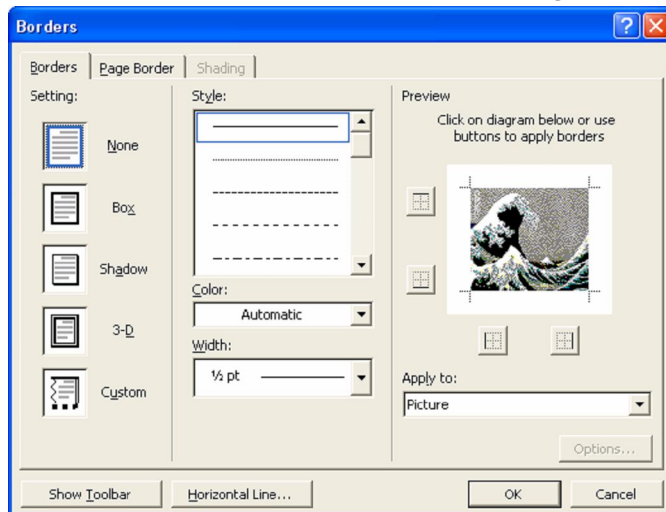 Borders
Borders
Page Border
Shading
Setting:
None
Box
Shadow
3-D
Custom
Style:
Color:
Automatic
Width:
½ pt
Preview
Click on diagram below or use
buttons to apply borders
Apply to:
Picture
Options...
Show Toolbar
Horizontal Line...
OK
Cancel